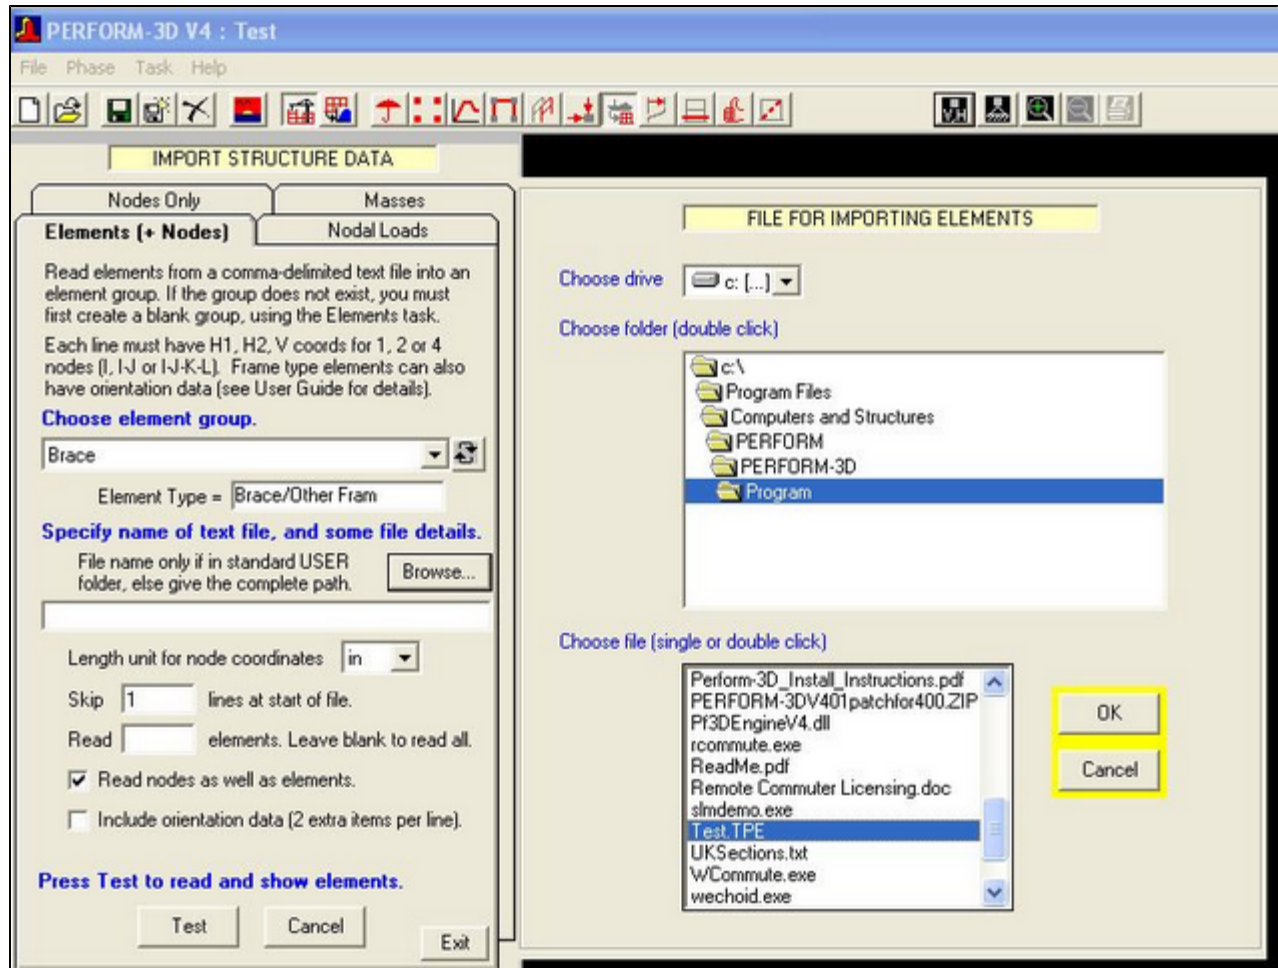 PERFORM-3D V4 : Test
File Phase Task Help
IMPORT STRUCTURE DATA
Nodes Only Masses
Elements (+ Nodes) Nodal Loads
Read elements from a comma-delimited text file into an
element group. If the group does not exist, you must
first create a blank group, using the Elements task.
Each line must have H1, H2, V coords for 1, 2 or 4
nodes (I, I-J or I-J-K-L). Frame type elements can also
have orientation data (see User Guide for details).
Choose element group.
Brace
Element Type = Brace/Other Fram
Specify name of text file, and some file details.
File name only if in standard USER
folder, else give the complete path.
Browse...
Length unit for node coordinates in
Skip 1 lines at start of file.
Read elements. Leave blank to read all.
Read nodes as well as elements.
Include orientation data (2 extra items per line).
Press Test to read and show elements.
Test Cancel
Exit
FILE FOR IMPORTING ELEMENTS
Choose drive c: [...]
Choose folder (double click)
c:\
Program Files
Computers and Structures
PERFORM
PERFORM-3D
Program
Choose file (single or double click)
Perform-3D_Install_Instructions.pdf
PERFORM-3DV401patchfor400.ZIP
Pf3DEngineV4.dll
rcommute.exe
ReadMe.pdf
Remote Commuter Licensing.doc
slmdemo.exe
Test.TPE
UKSections.txt
WCommute.exe
wechoid.exe
OK
Cancel